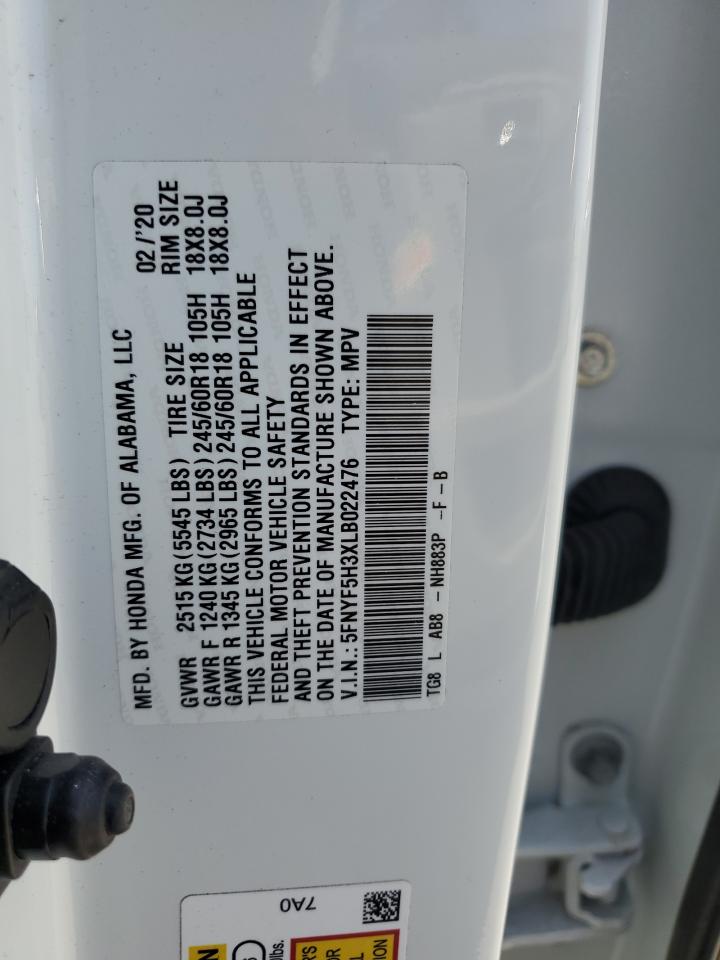 MFD. BY HONDA MFG. OF ALABAMA, LLC 02/'20
GVWR 2515 KG(5545 LBS) TIRE SIZE RIM SIZE
GAWR F 1240 KG(2734 LBS)245/60R18 105H 18X8.0J
GAWR R 1345 KG(2965 LBS)245/60R18 105H 18X8.0J
THIS VEHICLE CONFORMS TO ALL APPLICABLE
FEDERAL MOTOR VEHICLE SAFETY
AND THEFT PREVENTION STANDARDS IN EFFECT
ON THE DATE OF MANUFACTURE SHOWN ABOVE.
V.I.N.: 5FNYF5H3XLB022476 TYPE: MPV
TG8 L AB8 - NH883P -F-B
7A0
lbs.